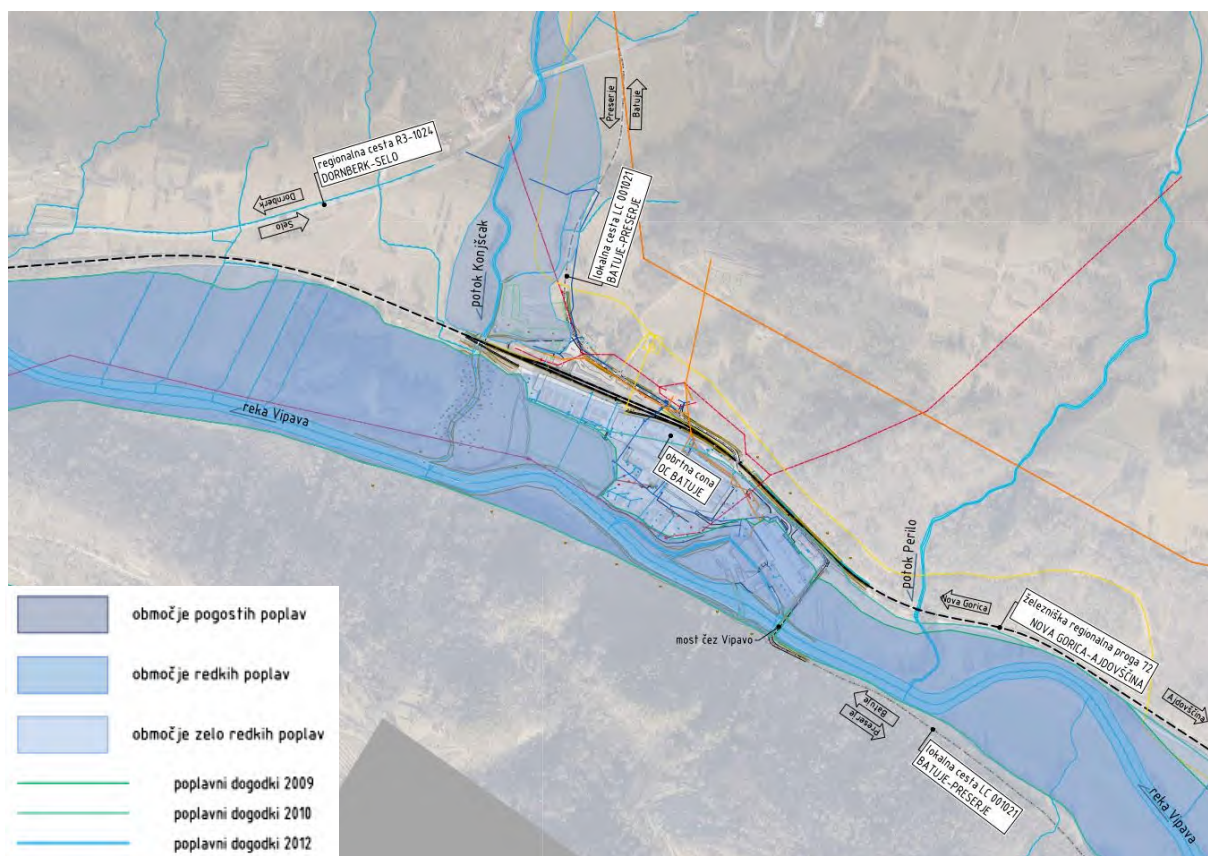 Preserje
Batuje
regionalna cesta R3-1024
DORNBERK-SELO
Dornberk
Selo
lokalna cesta LC 001021
BATUJE-PRESERJE
potok Konjščak
reka Vipava
obrtna cona
OC BATUJE
potok Perilo
Nova Gorica
železniška regionalna proga 72
NOVA GORICA-AJDOVŠČINA
Ajdovščina
most čez Vipavo
Batuje
Preserje
lokalna cesta LC 001021
BATUJE-PRESERJE
reka Vipava
območje pogostih poplav
območje redkih poplav
območje zelo redkih poplav
poplavni dogodki 2009
poplavni dogodki 2010
poplavni dogodki 2012